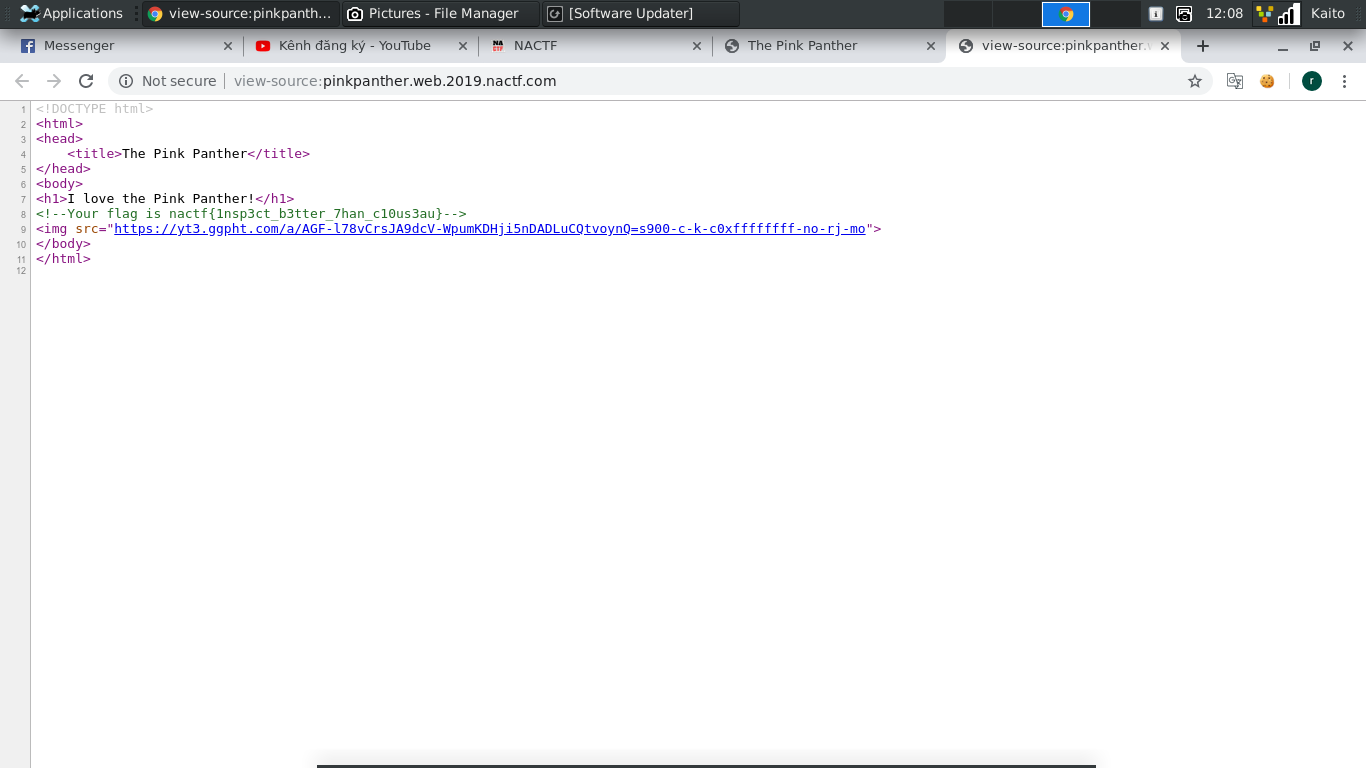 Applications view-source:pinkpanth... Pictures - File Manager [Software Updater] 12:08 Kaito
Messenger Kênh đăng ký - YouTube NACTF The Pink Panther view-source:pinkpanther.w
Not secure view-source:pinkpanther.web.2019.nactf.com r
1 <!DOCTYPE html>
2 <html>
3 <head>
4 <title>The Pink Panther</title>
5 </head>
6 <body>
7 <h1>I love the Pink Panther!</h1>
8 <!--Your flag is nactf{1nsp3ct_b3tter_7han_c10us3au}-->
9 <img src="https://yt3.ggpht.com/a/AGF-l78vCrsJA9dcV-WpumKDHji5nDADLuCQtvoynQ=s900-c-k-c0xffffffff-no-rj-mo">
10 </body>
11 </html>
12